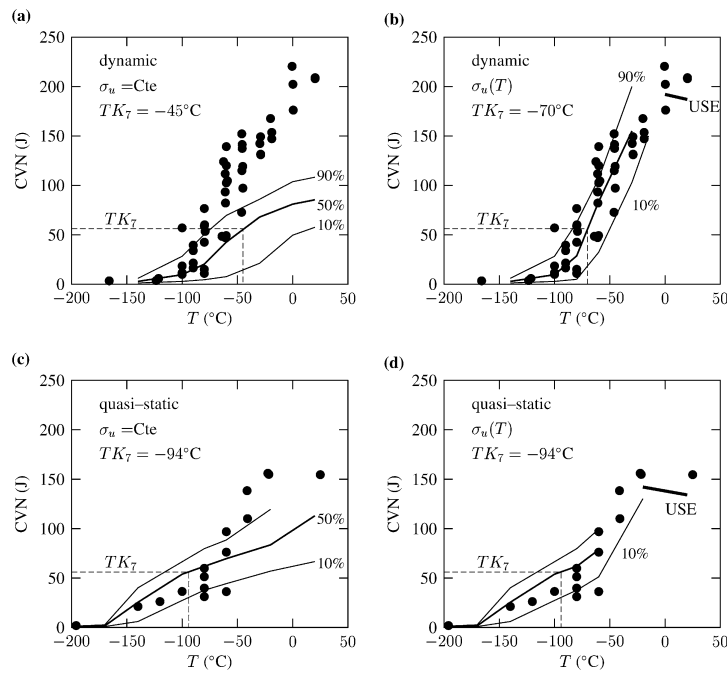 (a)
250
200
150
100
50
0
CVN (J)
dynamic
σu =Cte
TK7 = −45°C
TK7
90%
50%
10%
−200 −150 −100 −50 0 50
T (°C)
(b)
250
200
150
100
50
0
CVN (J)
dynamic
σu(T)
TK7 = −70°C
TK7
90%
USE
10%
−200 −150 −100 −50 0 50
T (°C)
(c)
250
200
150
100
50
0
CVN (J)
quasi–static
σu =Cte
TK7 = −94°C
TK7
50%
10%
−200 −150 −100 −50 0 50
T (°C)
(d)
250
200
150
100
50
0
CVN (J)
quasi–static
σu(T)
TK7 = −94°C
TK7
USE
10%
−200 −150 −100 −50 0 50
T (°C)